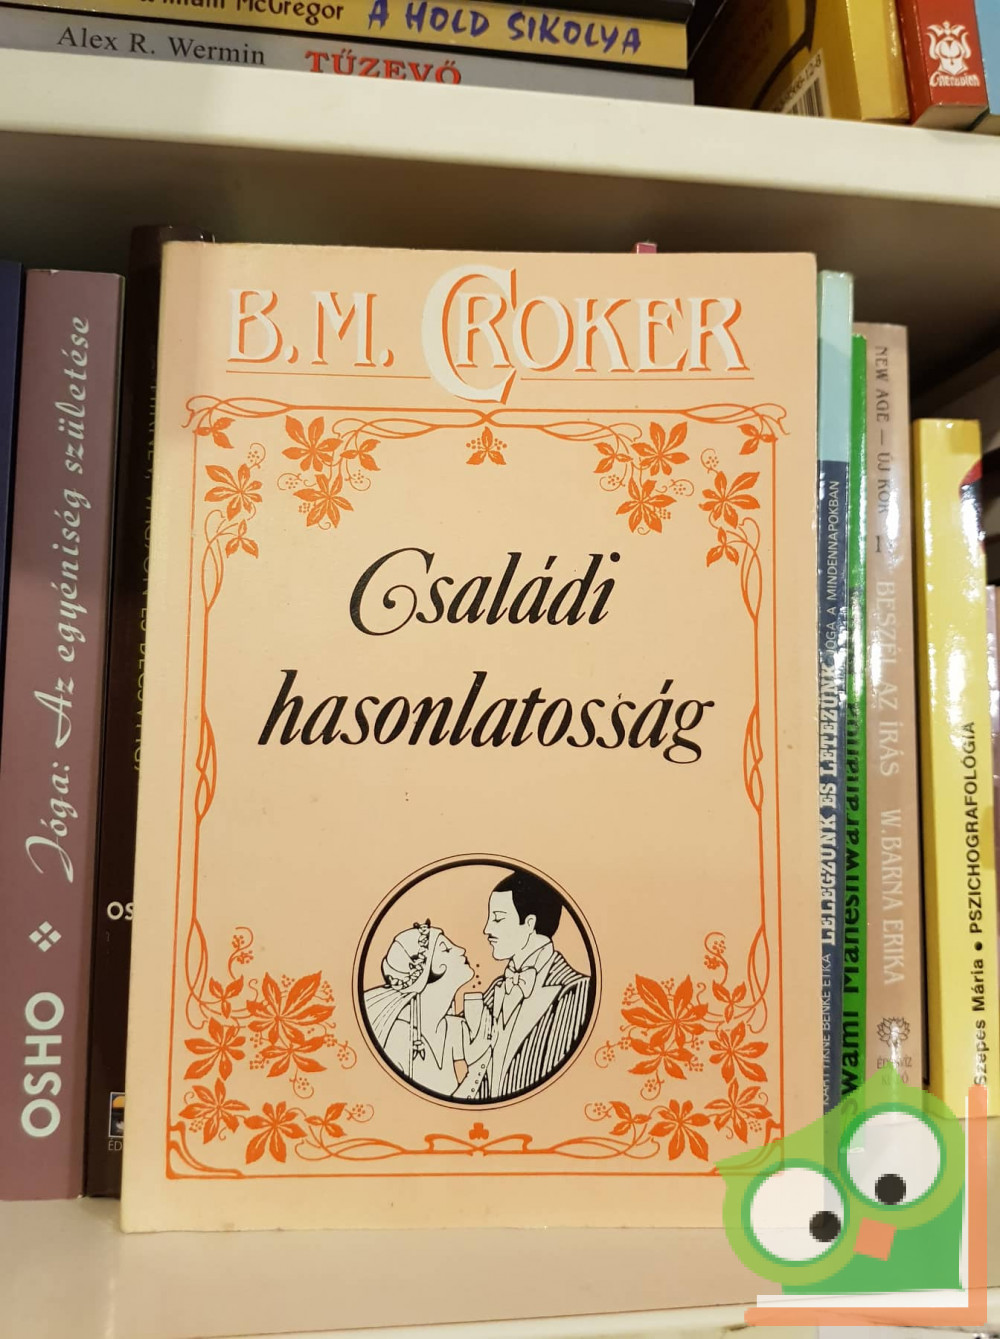 William McGregor A HOLD SIKOLYA
Alex R. Wermin TŰZEVŐ
Cherubion
B.M. CROKER
Családi
hasonlatosság
OSHO ❖ Jóga: Az egyéniség születése
LÉLEGZÜNK ÉS LÉTEZÜNK JÓGA A MINDENNAPOKBAN
Swami Maheshwarananda
NEW AGE – ÚJ KOR
BESZÉL AZ ÍRÁS W. BARNA ERIKA
Szepes Mária • PSZICHOGRAFOLÓGIA